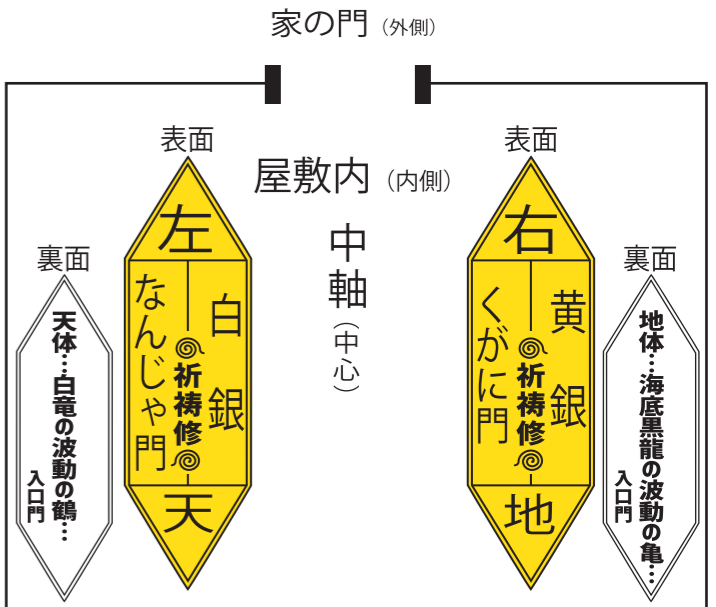 家の門（外側）
表面
表面
屋敷内（内側）
中軸（中心）
左
白銀
祈祷修
なんじゃ門
天
裏面
天体…白竜の波動の鶴…
入口門
右
黄銀
祈祷修
くがに門
地
裏面
地体…海底黒龍の波動の亀…
入口門